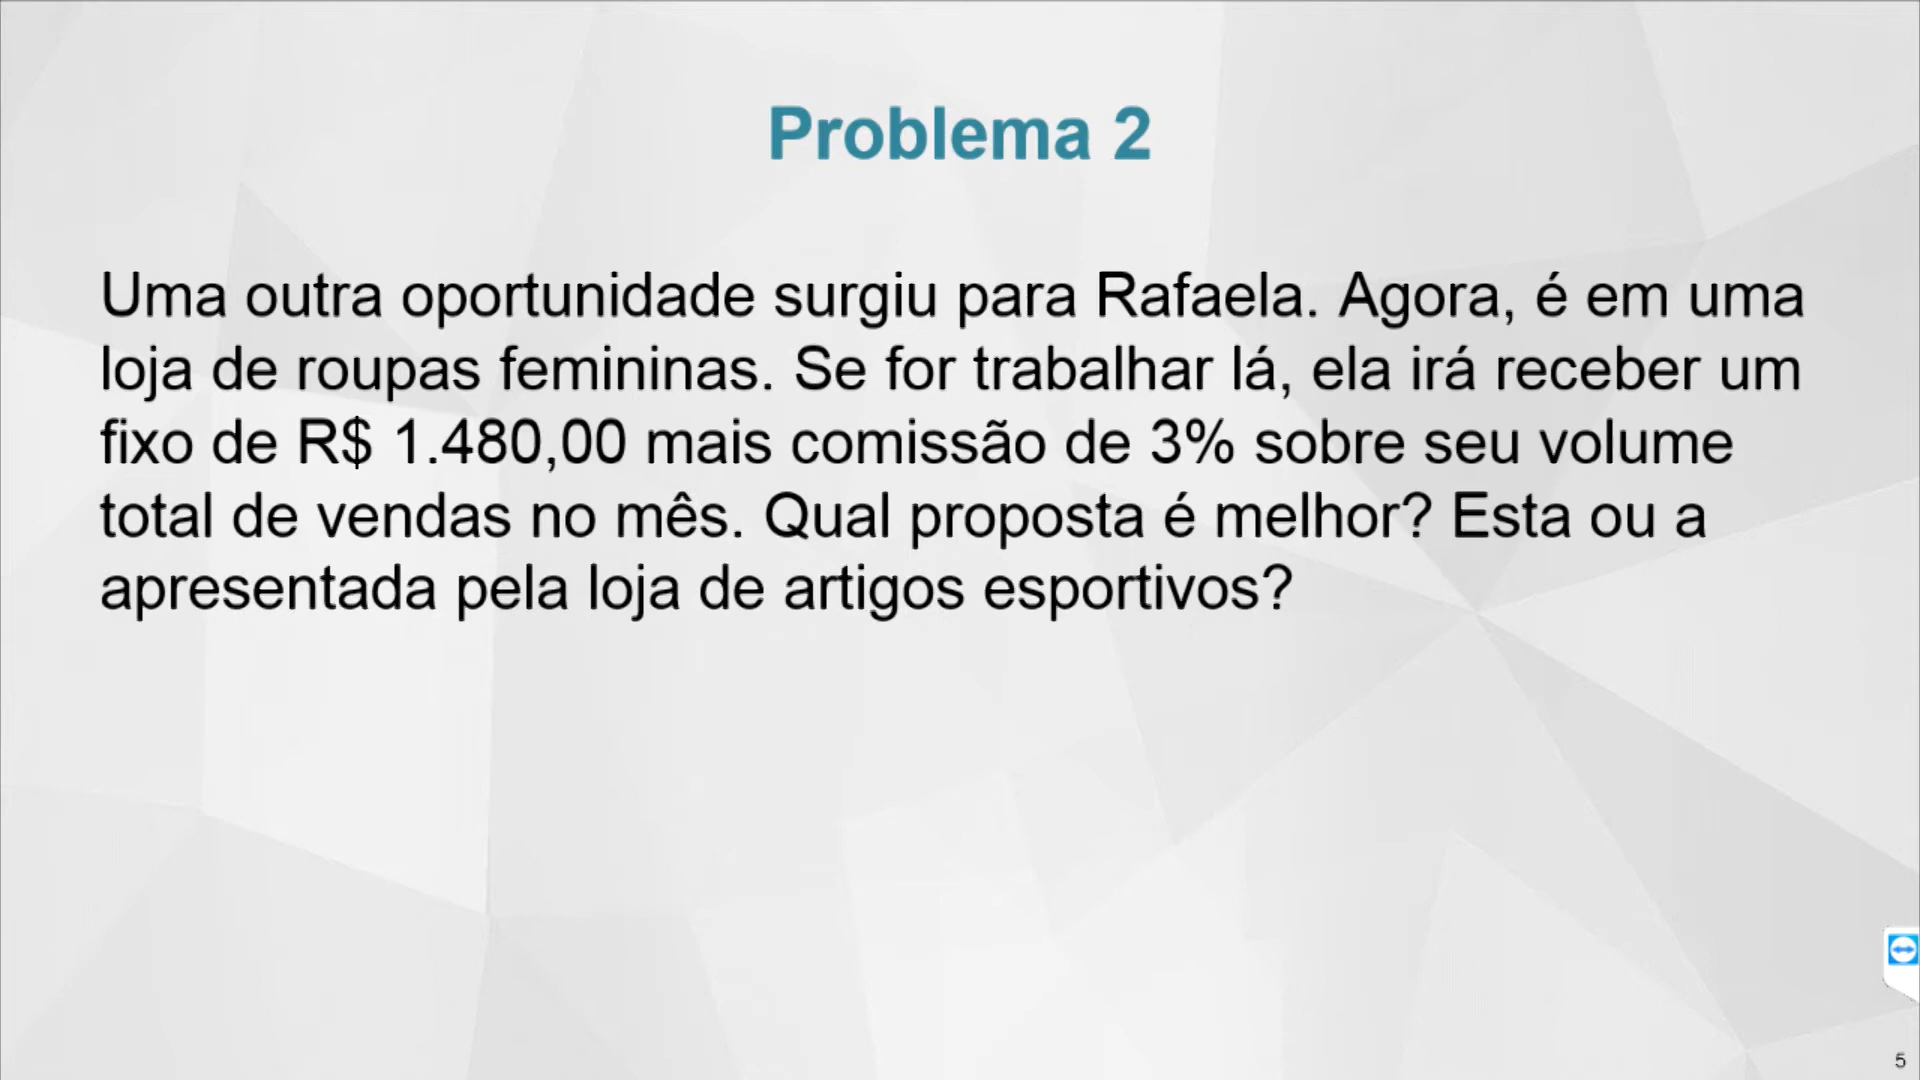 Problema 2
Uma outra oportunidade surgiu para Rafaela. Agora, é em uma
loja de roupas femininas. Se for trabalhar lá, ela irá receber um
fixo de R$ 1.480,00 mais comissão de 3% sobre seu volume
total de vendas no mês. Qual proposta é melhor? Esta ou a
apresentada pela loja de artigos esportivos?
5